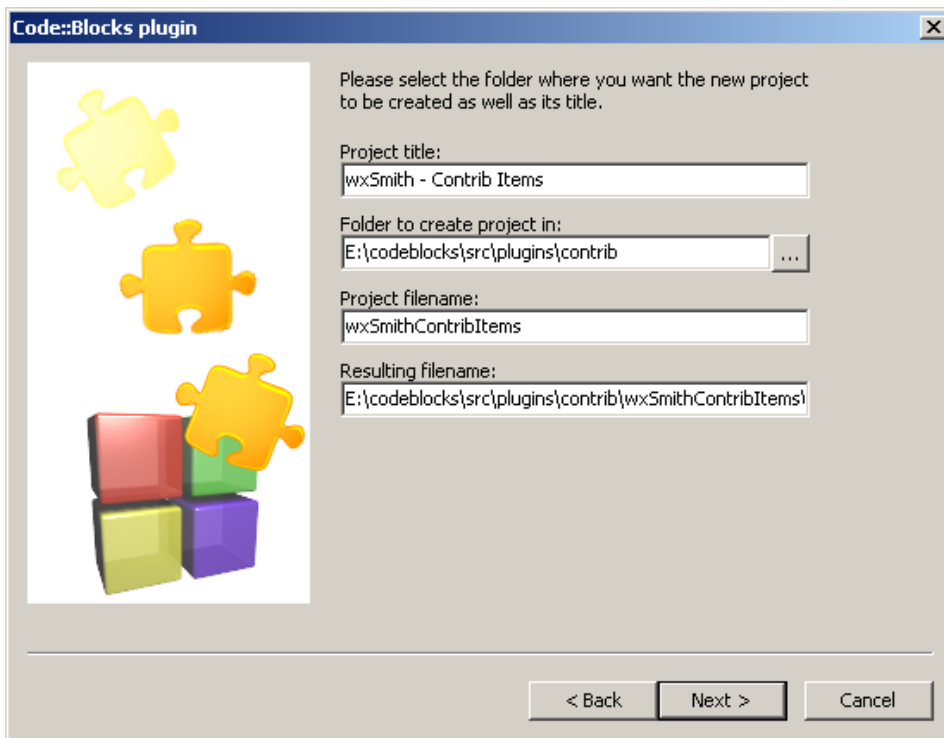 Code::Blocks plugin
Please select the folder where you want the new project
to be created as well as its title.
Project title:
wxSmith - Contrib Items
Folder to create project in:
E:\codeblocks\src\plugins\contrib
...
Project filename:
wxSmithContribItems
Resulting filename:
E:\codeblocks\src\plugins\contrib\wxSmithContribItems\
< Back
Next >
Cancel